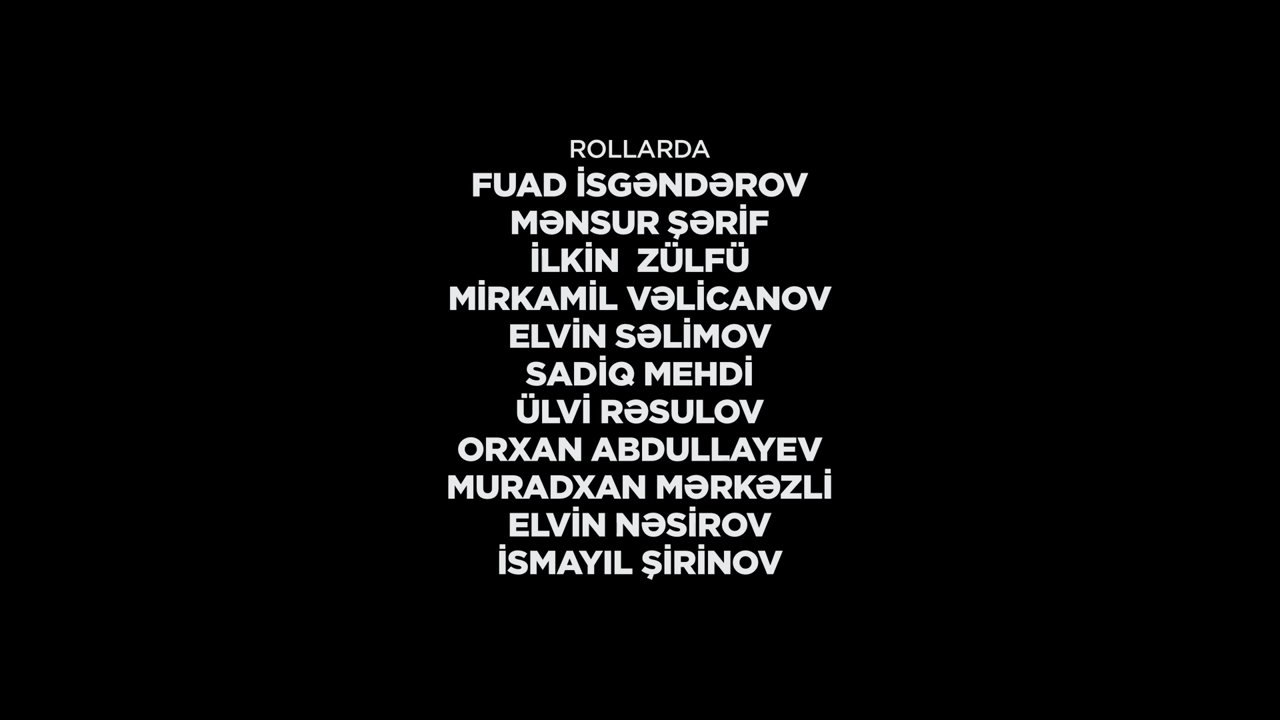 ROLLARDA
FUAD İSGƏNDƏROV
MƏNSUR ŞƏRİF
İLKİN  ZÜLFÜ
MİRKAMİL VƏLİCANOV
ELVİN SƏLİMOV
SADİQ MEHDİ
ÜLVİ RƏSULOV
ORXAN ABDULLAYEV
MURADXAN MƏRKƏZLİ
ELVİN NƏSİROV
İSMAYIL ŞİRİNOV